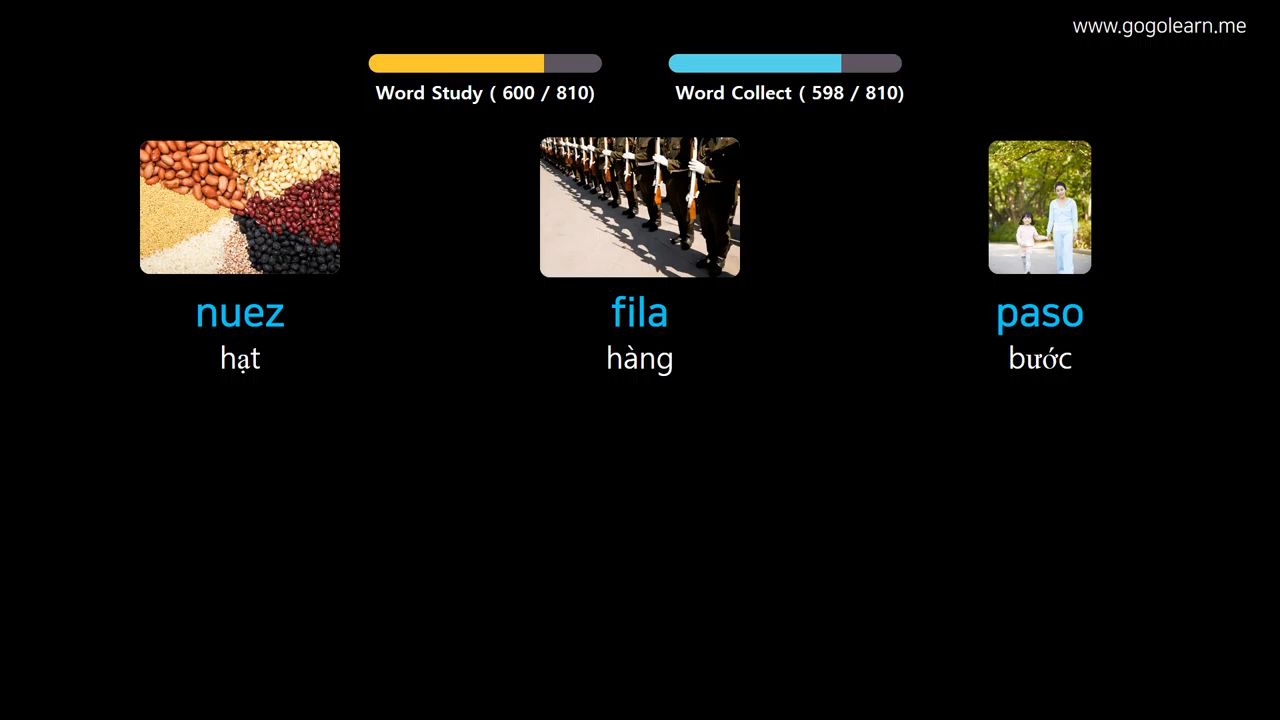 www.gogolearn.me
Word Study ( 600 / 810)
Word Collect ( 598 / 810)
nuez
fila
paso
hạt
hàng
bước